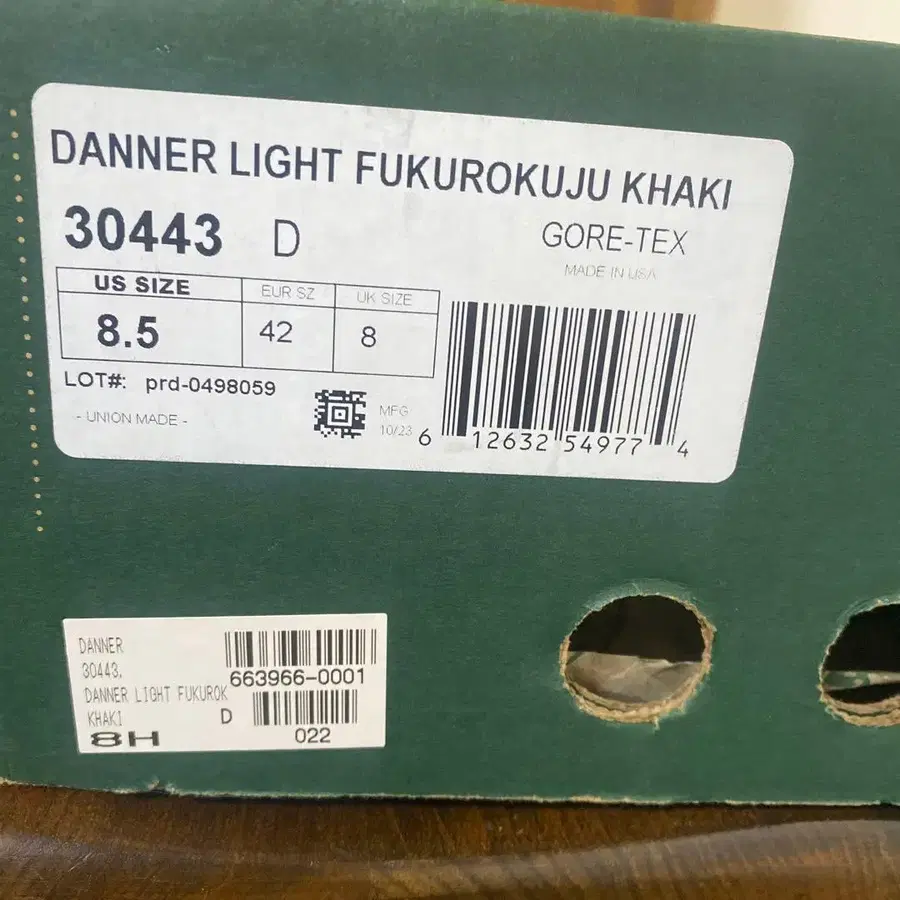 DANNER LIGHT FUKUROKUJU KHAKI
30443 D
GORE-TEX
MADE IN USA
US SIZE EUR SZ UK SIZE
8.5 42 8
LOT#: prd-0498059
- UNION MADE -
MFG
10/23
6 12632 54977 4
DANNER
30443,
663966-0001
DANNER LIGHT FUKUROK
KHAKI D
8H
022